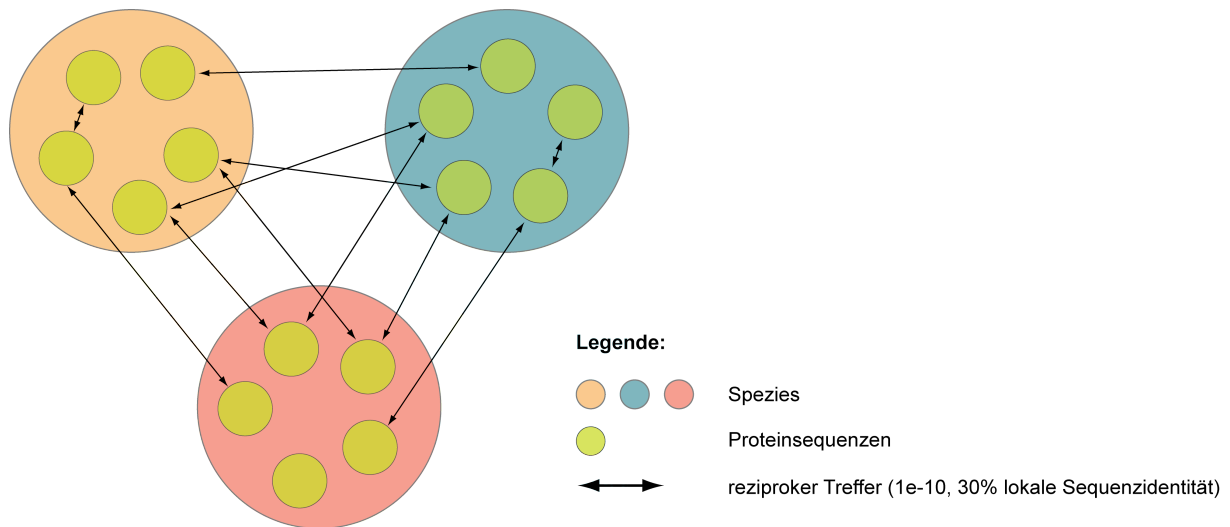 Legende:
Spezies
Proteinsequenzen
reziproker Treffer (1e-10, 30% lokale Sequenzidentität)